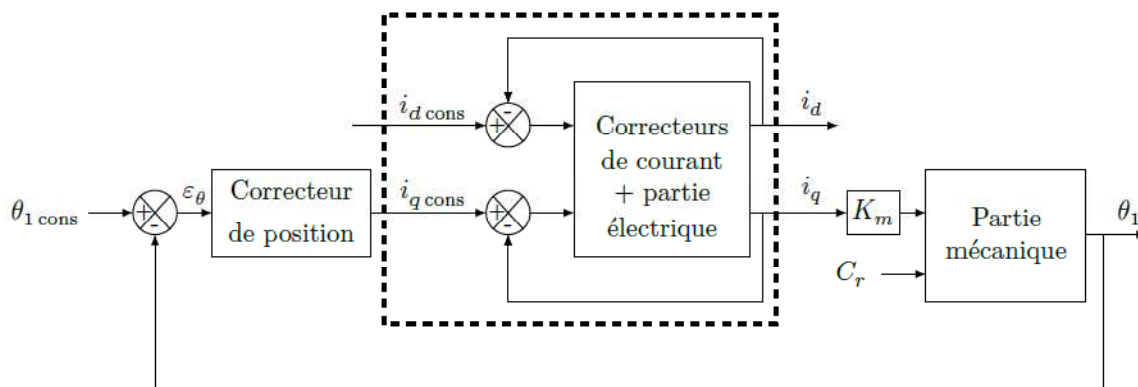 i_d cons
i_d
Correcteurs
de courant
+ partie
électrique
θ_1 cons
ε_θ
Correcteur
de position
i_q cons
i_q
K_m
Partie
mécanique
θ_1
C_r
+
-
+
-
+
-